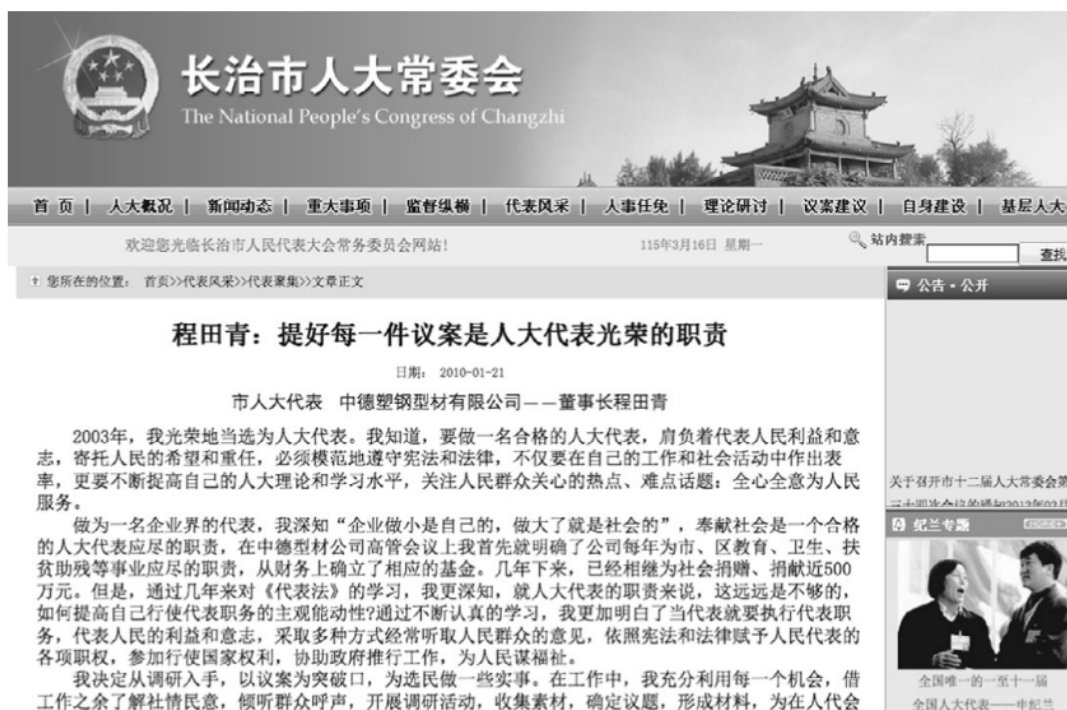 长治市人大常委会
The National People's Congress of Changzhi
首 页 | 人大概况 | 新闻动态 | 重大事项 | 监督纵横 | 代表风采 | 人事任免 | 理论研讨 | 议案建议 | 自身建设 | 基层人大
欢迎您光临长治市人民代表大会常务委员会网站! 115年3月16日 星期一 站内搜索 查找
您所在的位置: 首页>>代表风采>>代表聚集>>文章正文
公告·公开
程田青:提好每一件议案是人大代表光荣的职责
日期: 2010-01-21
市人大代表 中德塑钢型材有限公司——董事长程田青
2003年,我光荣地当选为人大代表。我知道,要做一名合格的人大代表,肩负着代表人民利益和意
志,寄托人民的希望和重任,必须模范地遵守宪法和法律,不仅要在自己的工作和社会活动中作出表
率,更要不断提高自己的人大理论和学习水平,关注人民群众关心的热点、难点话题:全心全意为人民
服务。
做为一名企业界的代表,我深知“企业做小是自己的,做大了就是社会的”,奉献社会是一个合格
的人大代表应尽的职责,在中德型材公司高管会议上我首先就明确了公司每年为市、区教育、卫生、扶
贫助残等事业应尽的职责,从财务上确立了相应的基金。几年下来,已经相继为社会捐赠、捐献近500
万元。但是,通过几年来对《代表法》的学习,我更深知,就人大代表的职责来说,这远远是不够的,
如何提高自己行使代表职务的主观能动性?通过不断认真的学习,我更加明白了当代表就要执行代表职
务,代表人民的利益和意志,采取多种方式经常听取人民群众的意见,依照宪法和法律赋予人民代表的
各项职权,参加行使国家权利,协助政府推行工作,为人民谋福祉。
我决定从调研入手,以议案为突破口,为选民做一些实事。在工作中,我充分利用每一个机会,借
工作之余了解社情民意,倾听群众呼声,开展调研活动,收集素材,确定议题,形成材料,为在人代会
关于召开市十二届人大常委会第
三十四次会议的通知2012年02月
纪兰专题
全国唯一的一至十一届
全国人大代表——申纪兰